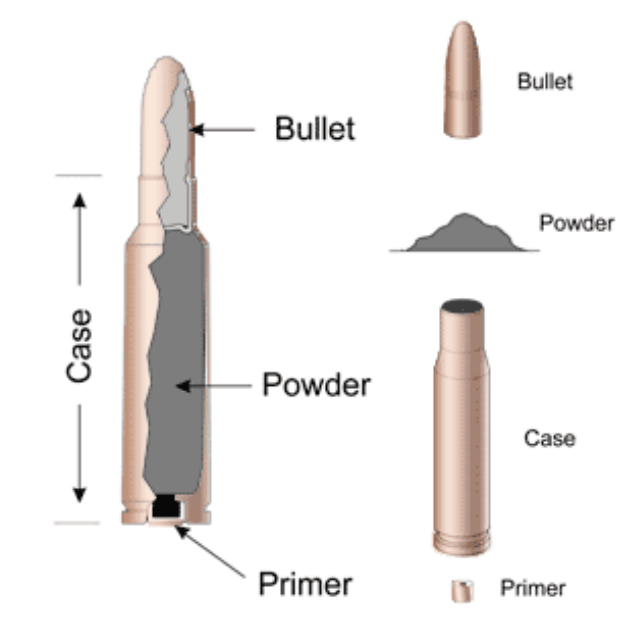 Bullet
Case
Powder
Primer
Bullet
Powder
Case
Primer